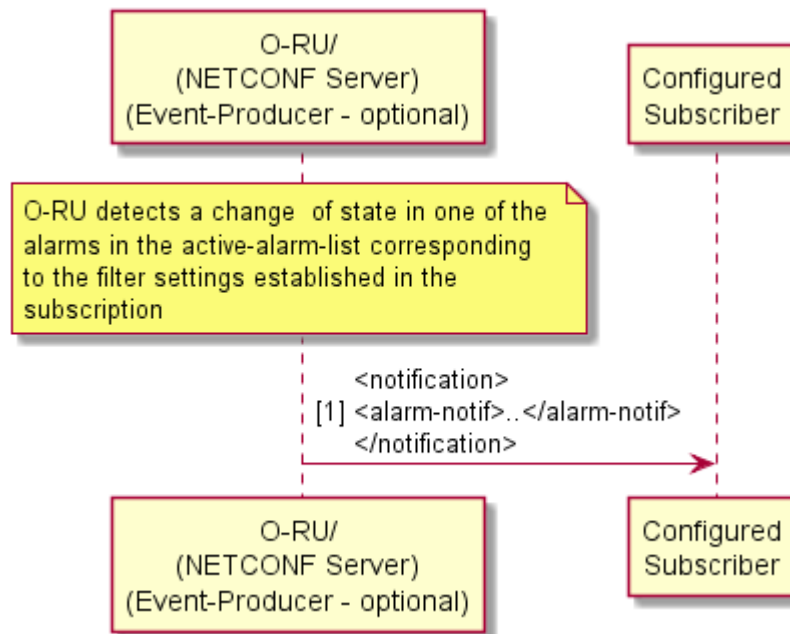 O-RU/
(NETCONF Server)
(Event-Producer - optional)
Configured
Subscriber
O-RU detects a change  of state in one of the
alarms in the active-alarm-list corresponding
to the filter settings established in the
subscription
<notification>
[1] <alarm-notif>..</alarm-notif>
</notification>
O-RU/
(NETCONF Server)
(Event-Producer - optional)
Configured
Subscriber